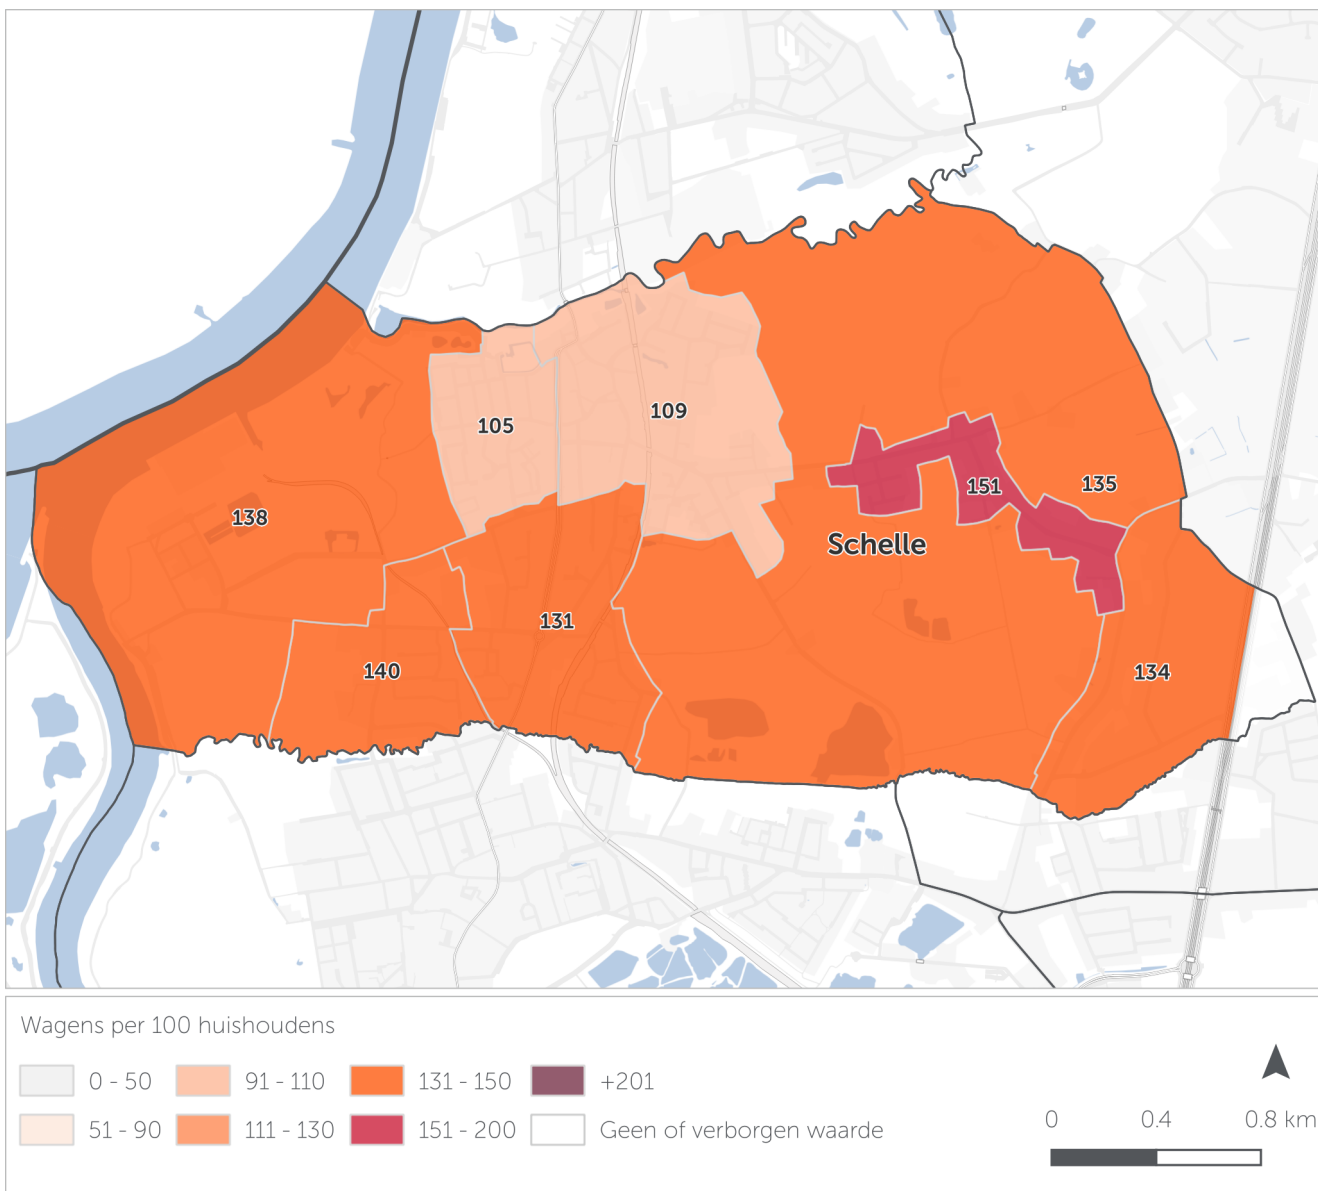 105
109
151
135
138
Schelle
131
140
134
Wagens per 100 huishoudens
0 - 50
91 - 110
131 - 150
+201
51 - 90
111 - 130
151 - 200
Geen of verborgen waarde
0 0.4 0.8 km